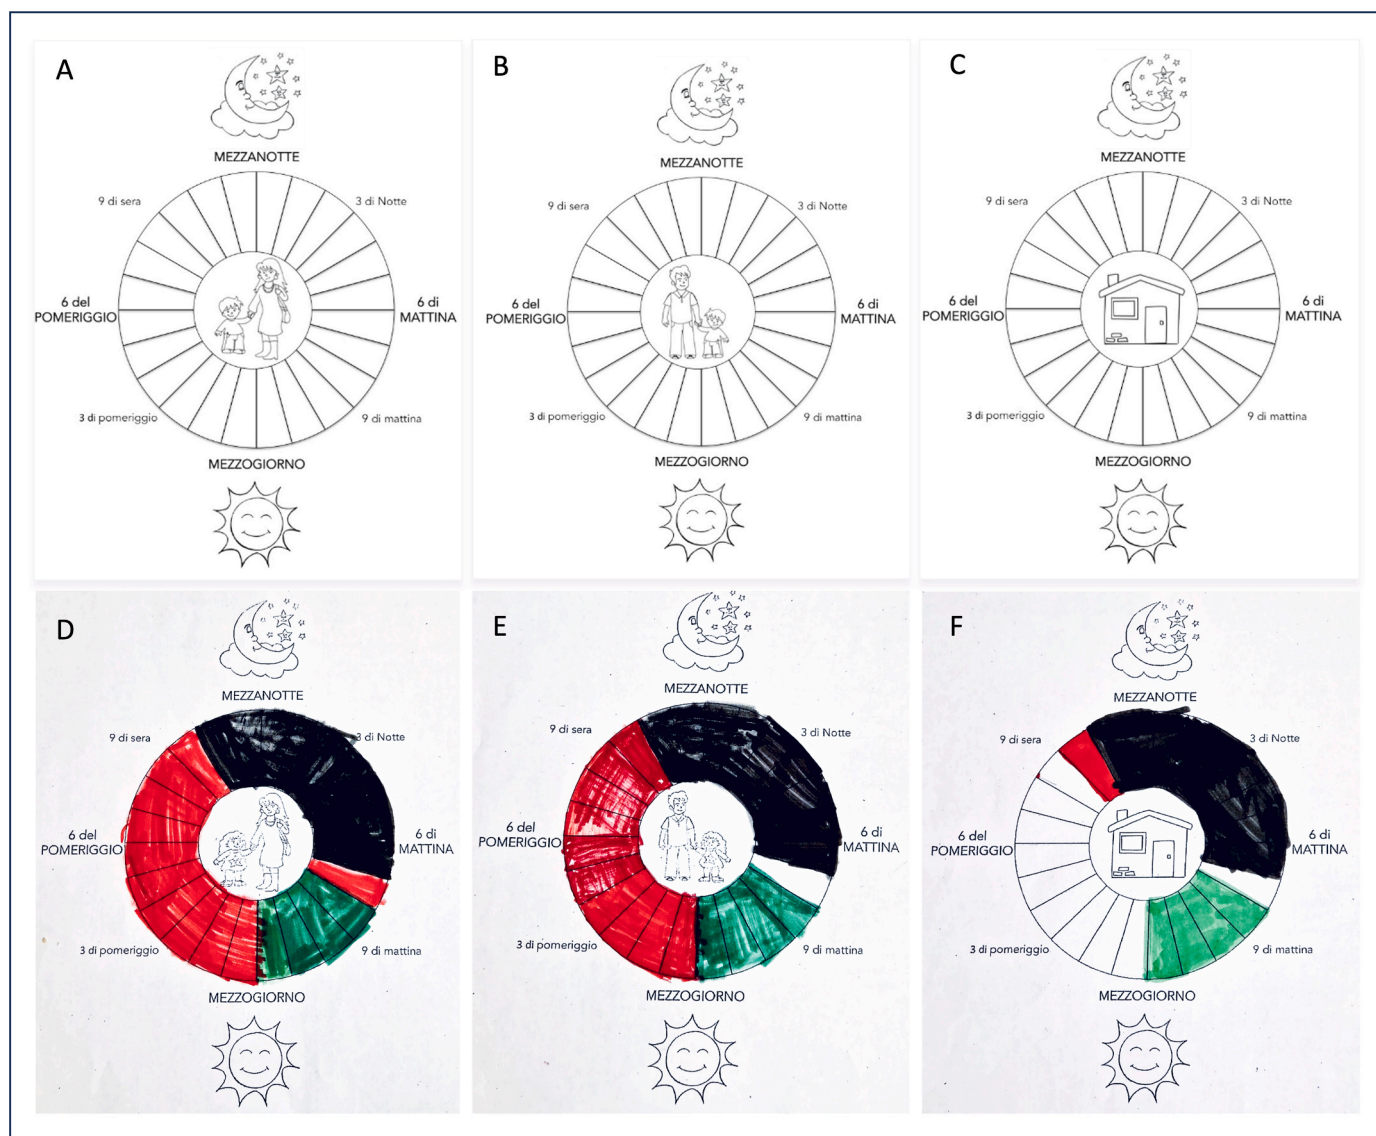 A
MEZZANOTTE
9 di sera
3 di Notte
6 del
POMERIGGIO
6 di
MATTINA
3 di pomeriggio
9 di mattina
MEZZOGIORNO
B
MEZZANOTTE
9 di sera
3 di Notte
6 del
POMERIGGIO
6 di
MATTINA
3 di pomeriggio
9 di mattina
MEZZOGIORNO
C
MEZZANOTTE
9 di sera
3 di Notte
6 del
POMERIGGIO
6 di
MATTINA
3 di pomeriggio
9 di mattina
MEZZOGIORNO
D
MEZZANOTTE
9 di sera
3 di Notte
6 del
POMERIGGIO
6 di
MATTINA
3 di pomeriggio
9 di mattina
MEZZOGIORNO
E
MEZZANOTTE
9 di sera
3 di Notte
6 del
POMERIGGIO
6 di
MATTINA
3 di pomeriggio
9 di mattina
MEZZOGIORNO
F
MEZZANOTTE
9 di sera
3 di Notte
6 del
POMERIGGIO
6 di
MATTINA
3 di pomeriggio
9 di mattina
MEZZOGIORNO